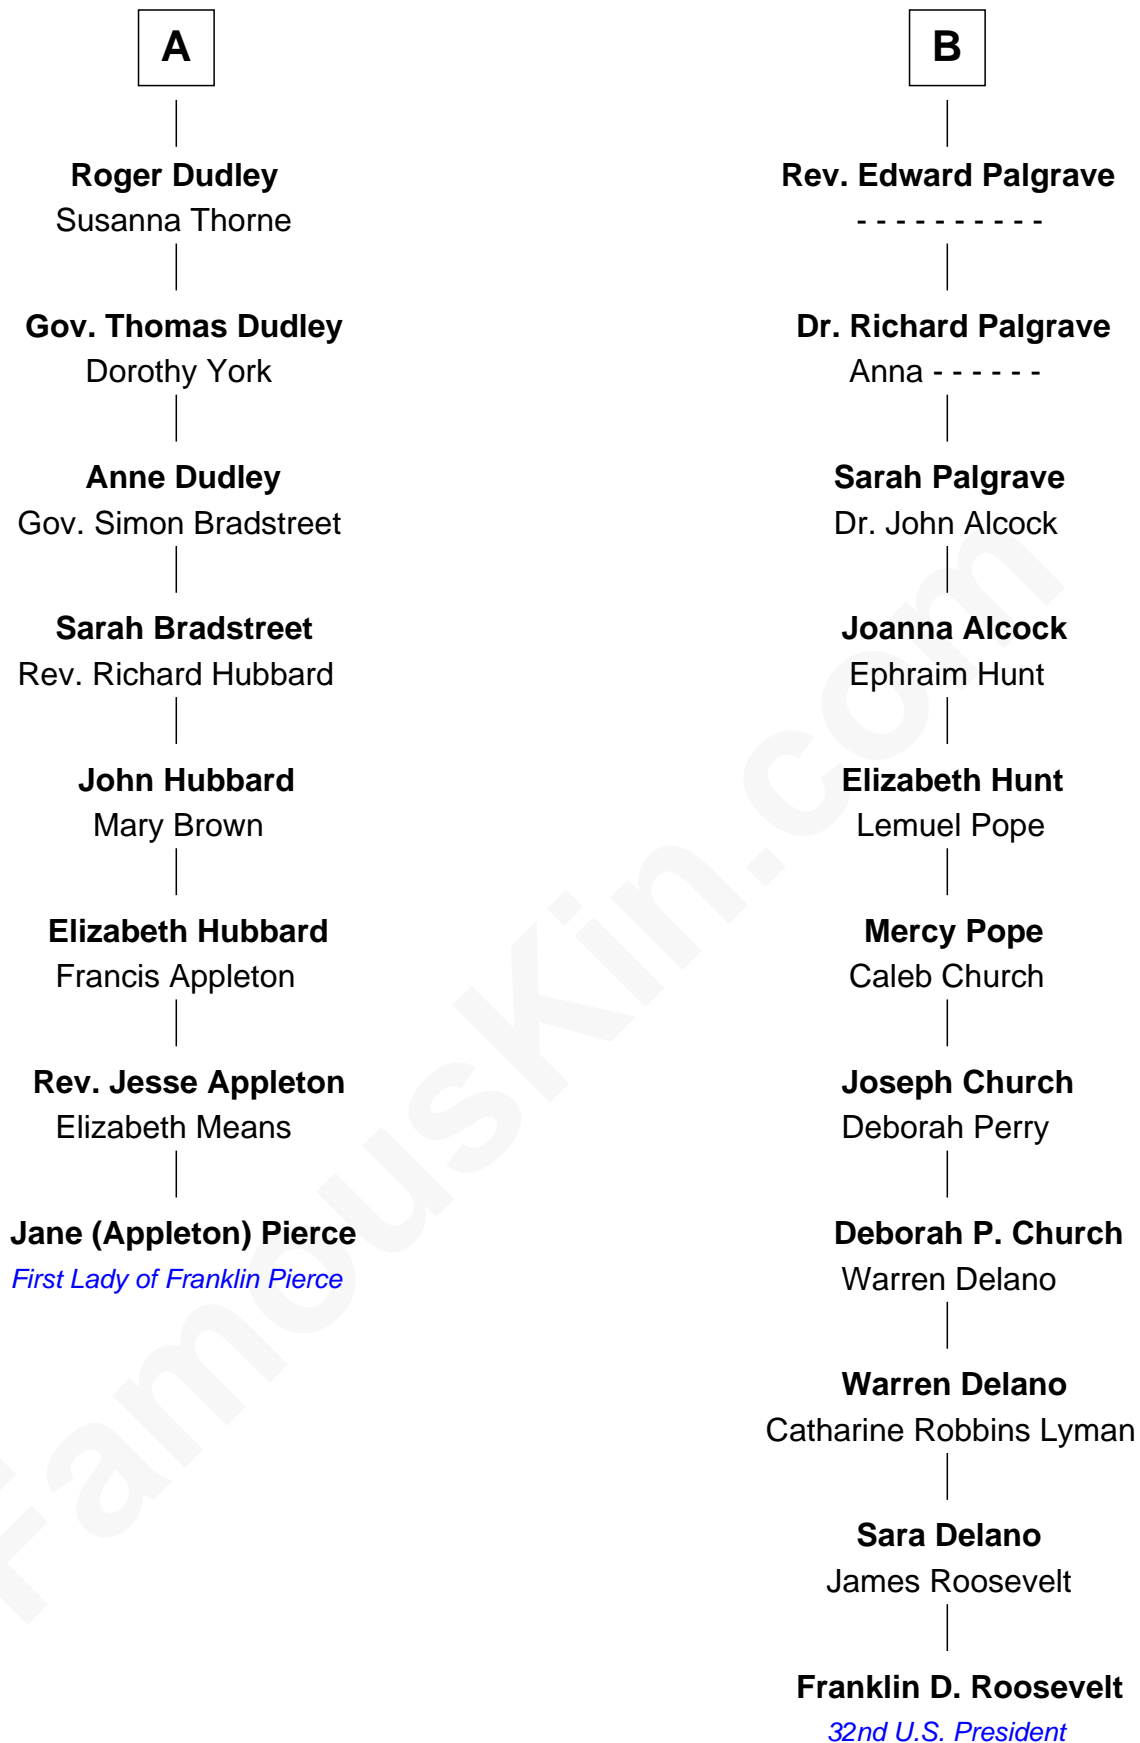 A
Roger Dudley
Susanna Thorne
Gov. Thomas Dudley
Dorothy York
Anne Dudley
Gov. Simon Bradstreet
Sarah Bradstreet
Rev. Richard Hubbard
John Hubbard
Mary Brown
Elizabeth Hubbard
Francis Appleton
Rev. Jesse Appleton
Elizabeth Means
Jane (Appleton) Pierce
First Lady of Franklin Pierce
B
Rev. Edward Palgrave
- - - - - - - - - -
Dr. Richard Palgrave
Anna - - - - - -
Sarah Palgrave
Dr. John Alcock
Joanna Alcock
Ephraim Hunt
Elizabeth Hunt
Lemuel Pope
Mercy Pope
Caleb Church
Joseph Church
Deborah Perry
Deborah P. Church
Warren Delano
Warren Delano
Catharine Robbins Lyman
Sara Delano
James Roosevelt
Franklin D. Roosevelt
32nd U.S. President
FamousKin.com